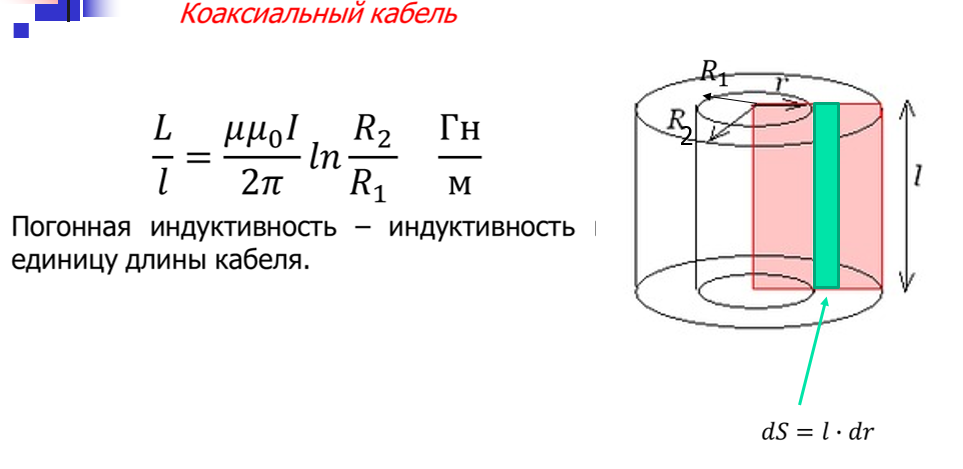 Коаксиальный кабель
L/l = μμ₀I/2π ln R₂/R₁ Гн/м
Погонная индуктивность – индуктивность
единицу длины кабеля.
R₁
r
R₂
l
dS = l · dr